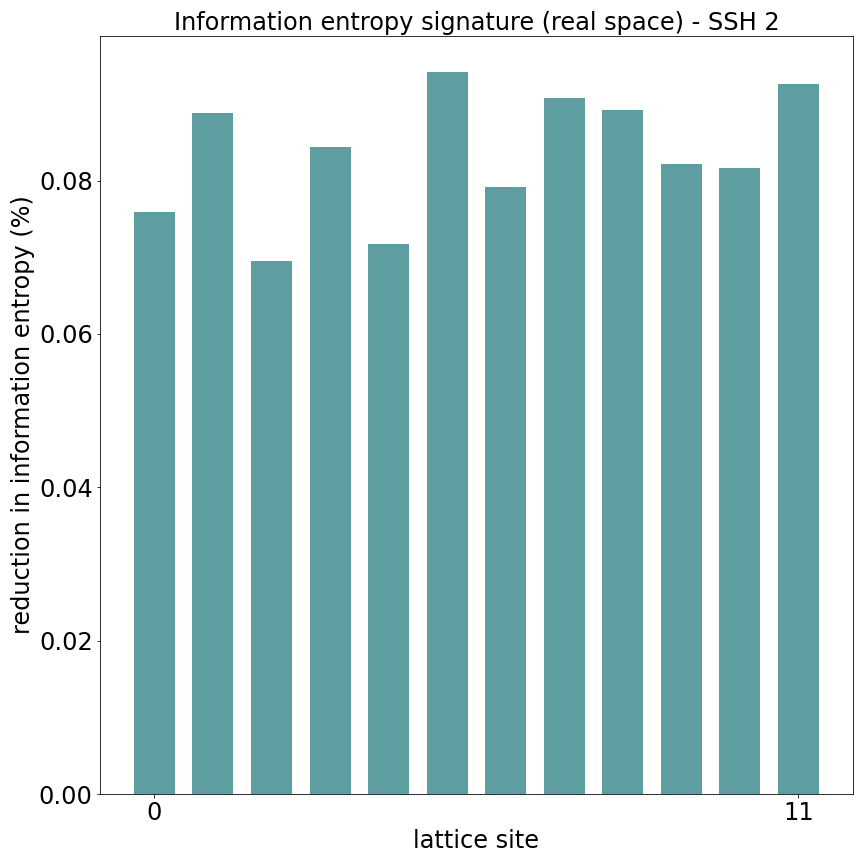 Information entropy signature (real space) - SSH 2
reduction in information entropy (%)
0.08
0.06
0.04
0.02
0.00
0
11
lattice site